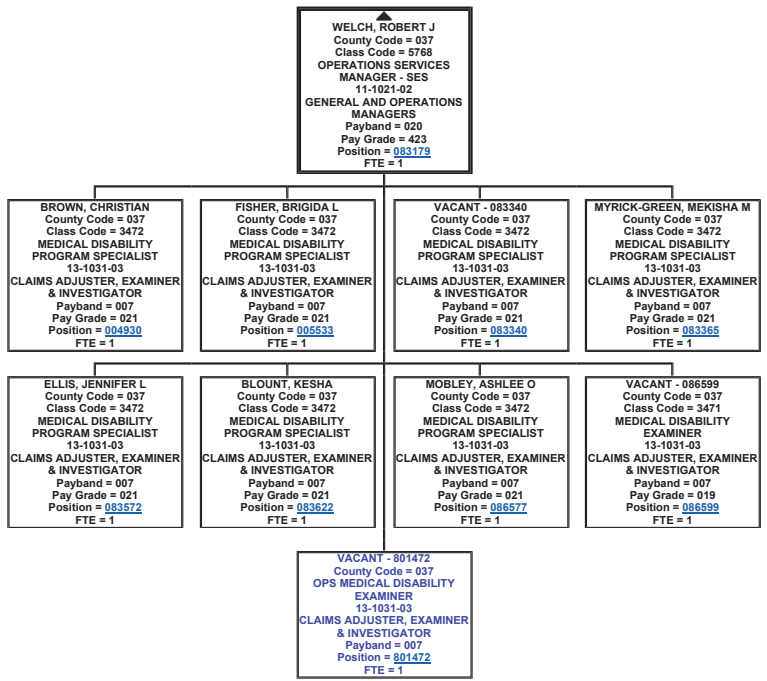 WELCH, ROBERT J
County Code = 037
Class Code = 5768
OPERATIONS SERVICES
MANAGER - SES
11-1021-02
GENERAL AND OPERATIONS
MANAGERS
Payband = 020
Pay Grade = 423
Position = 083179
FTE = 1
BROWN, CHRISTIAN
County Code = 037
Class Code = 3472
MEDICAL DISABILITY
PROGRAM SPECIALIST
13-1031-03
CLAIMS ADJUSTER, EXAMINER
& INVESTIGATOR
Payband = 007
Pay Grade = 021
Position = 004930
FTE = 1
FISHER, BRIGIDA L
County Code = 037
Class Code = 3472
MEDICAL DISABILITY
PROGRAM SPECIALIST
13-1031-03
CLAIMS ADJUSTER, EXAMINER
& INVESTIGATOR
Payband = 007
Pay Grade = 021
Position = 005533
FTE = 1
VACANT - 083340
County Code = 037
Class Code = 3472
MEDICAL DISABILITY
PROGRAM SPECIALIST
13-1031-03
CLAIMS ADJUSTER, EXAMINER
& INVESTIGATOR
Payband = 007
Pay Grade = 021
Position = 083340
FTE = 1
MYRICK-GREEN, MEKISHA M
County Code = 037
Class Code = 3472
MEDICAL DISABILITY
PROGRAM SPECIALIST
13-1031-03
CLAIMS ADJUSTER, EXAMINER
& INVESTIGATOR
Payband = 007
Pay Grade = 021
Position = 083365
FTE = 1
ELLIS, JENNIFER L
County Code = 037
Class Code = 3472
MEDICAL DISABILITY
PROGRAM SPECIALIST
13-1031-03
CLAIMS ADJUSTER, EXAMINER
& INVESTIGATOR
Payband = 007
Pay Grade = 021
Position = 083572
FTE = 1
BLOUNT, KESHA
County Code = 037
Class Code = 3472
MEDICAL DISABILITY
PROGRAM SPECIALIST
13-1031-03
CLAIMS ADJUSTER, EXAMINER
& INVESTIGATOR
Payband = 007
Pay Grade = 021
Position = 083622
FTE = 1
MOBLEY, ASHLEE O
County Code = 037
Class Code = 3472
MEDICAL DISABILITY
PROGRAM SPECIALIST
13-1031-03
CLAIMS ADJUSTER, EXAMINER
& INVESTIGATOR
Payband = 007
Pay Grade = 021
Position = 086577
FTE = 1
VACANT - 086599
County Code = 037
Class Code = 3471
MEDICAL DISABILITY
EXAMINER
13-1031-03
CLAIMS ADJUSTER, EXAMINER
& INVESTIGATOR
Payband = 007
Pay Grade = 019
Position = 086599
FTE = 1
VACANT - 801472
County Code = 037
OPS MEDICAL DISABILITY
EXAMINER
13-1031-03
CLAIMS ADJUSTER, EXAMINER
& INVESTIGATOR
Payband = 007
Position = 801472
FTE = 1